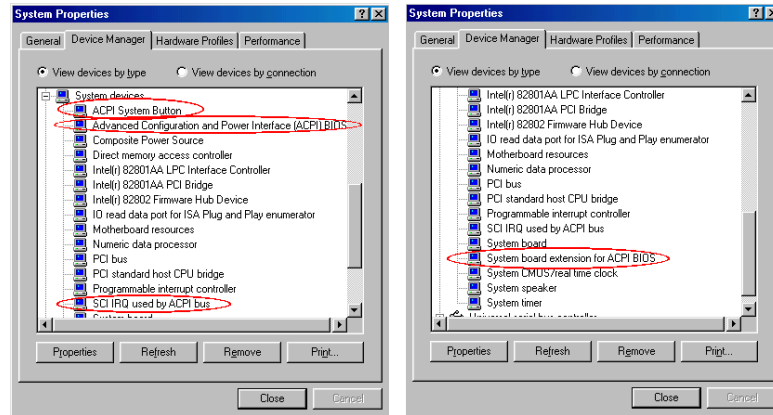 System Properties
General Device Manager Hardware Profiles Performance
View devices by type View devices by connection
System devices
ACPI System Button
Advanced Configuration and Power Interface (ACPI) BIOS
Composite Power Source
Direct memory access controller
Intel(r) 82801AA LPC Interface Controller
Intel(r) 82801AA PCI Bridge
Intel(r) 82802 Firmware Hub Device
IO read data port for ISA Plug and Play enumerator
Motherboard resources
Numeric data processor
PCI bus
PCI standard host CPU bridge
Programmable interrupt controller
SCI IRQ used by ACPI bus
System board
Properties Refresh Remove Print...
Close Cancel
System Properties
General Device Manager Hardware Profiles Performance
View devices by type View devices by connection
Intel(r) 82801AA LPC Interface Controller
Intel(r) 82801AA PCI Bridge
Intel(r) 82802 Firmware Hub Device
IO read data port for ISA Plug and Play enumerator
Motherboard resources
Numeric data processor
PCI bus
PCI standard host CPU bridge
Programmable interrupt controller
SCI IRQ used by ACPI bus
System board
System board extension for ACPI BIOS
System CMOS/real time clock
System speaker
System timer
Universal serial bus controller
Properties Refresh Remove Print...
Close Cancel